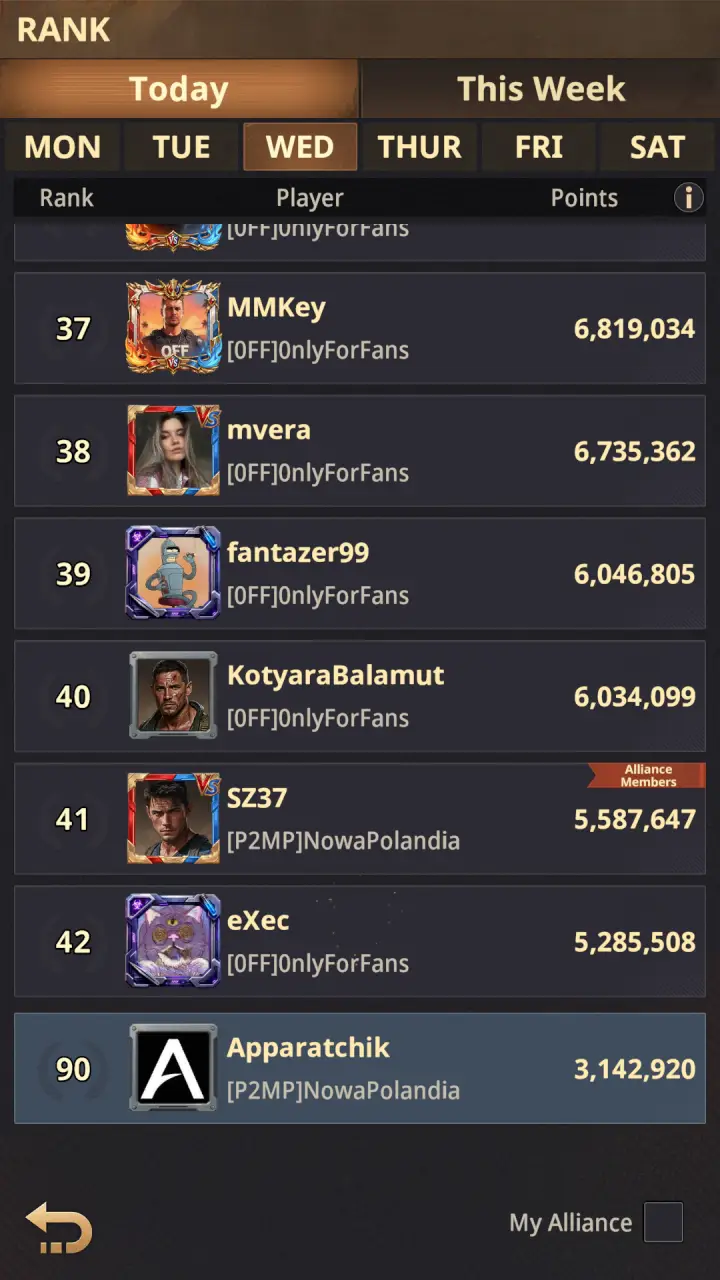 RANK
Today
This Week
MON
TUE
WED
THUR
FRI
SAT
Rank
Player
Points
i
[0FF]0nlyForFans
37
OFF
VS
MMKey
[0FF]0nlyForFans
6,819,034
38
VS
mvera
[0FF]0nlyForFans
6,735,362
39
fantazer99
[0FF]0nlyForFans
6,046,805
40
KotyaraBalamut
[0FF]0nlyForFans
6,034,099
41
VS
SZ37
[P2MP]NowaPolandia
Alliance
Members
5,587,647
42
eXec
[0FF]0nlyForFans
5,285,508
90
A
Apparatchik
[P2MP]NowaPolandia
3,142,920
My Alliance